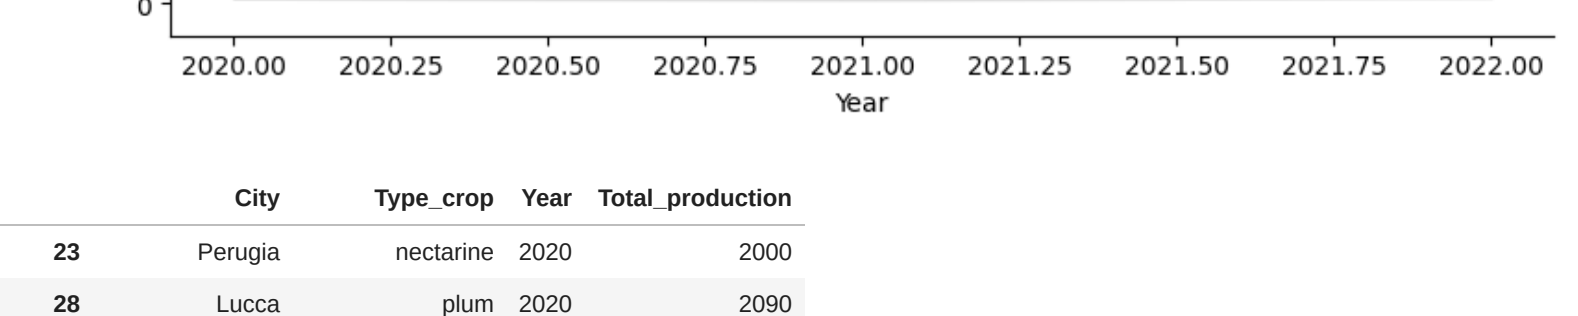 0
2020.00 2020.25 2020.50 2020.75 2021.00 2021.25 2021.50 2021.75 2022.00
Year
City Type_crop Year Total_production
23 Perugia nectarine 2020 2000
28 Lucca plum 2020 2090